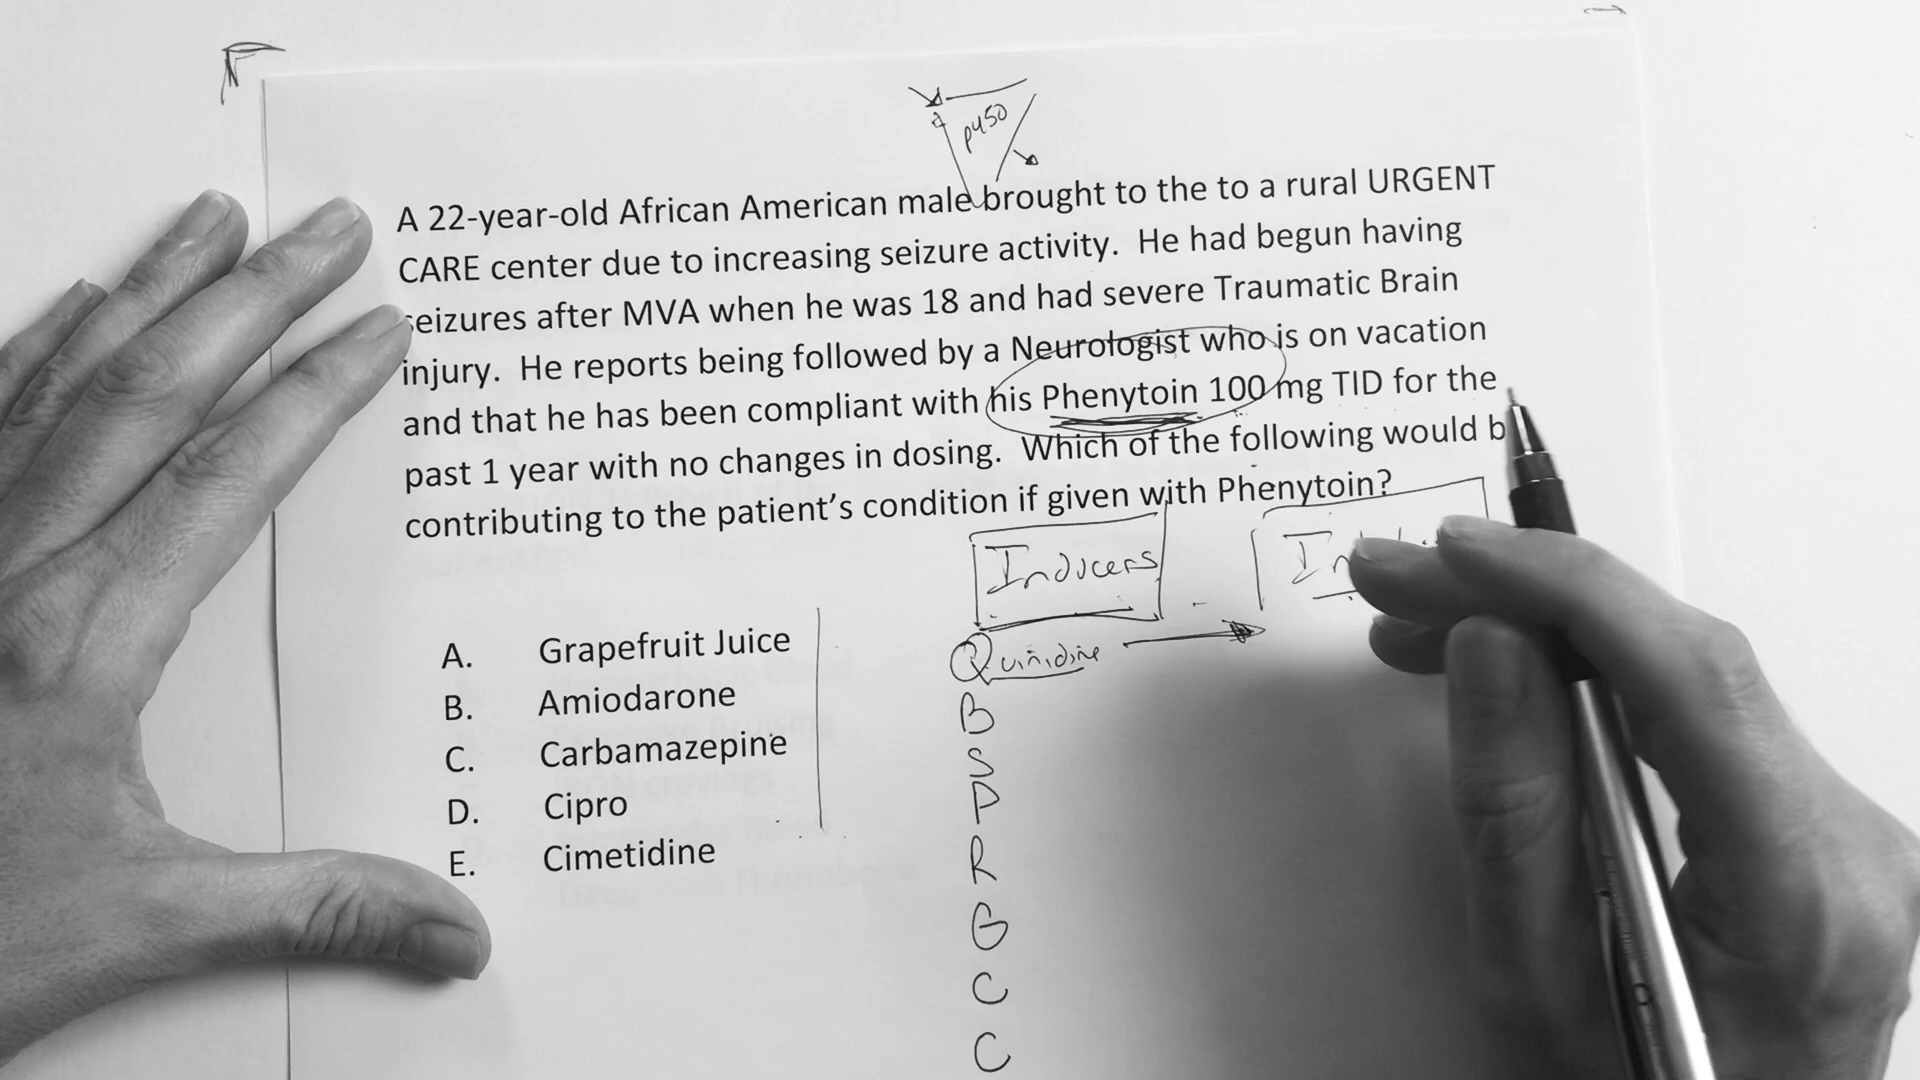 p450
A 22-year-old African American male brought to the to a rural URGENT
CARE center due to increasing seizure activity. He had begun having
seizures after MVA when he was 18 and had severe Traumatic Brain
injury. He reports being followed by a Neurologist who is on vacation
and that he has been compliant with his Phenytoin 100 mg TID for the
past 1 year with no changes in dosing. Which of the following would b
contributing to the patient's condition if given with Phenytoin?
Inducers
A. Grapefruit Juice
B. Amiodarone
C. Carbamazepine
D. Cipro
E. Cimetidine
Quinidine
B
S
P
R
G
C
C